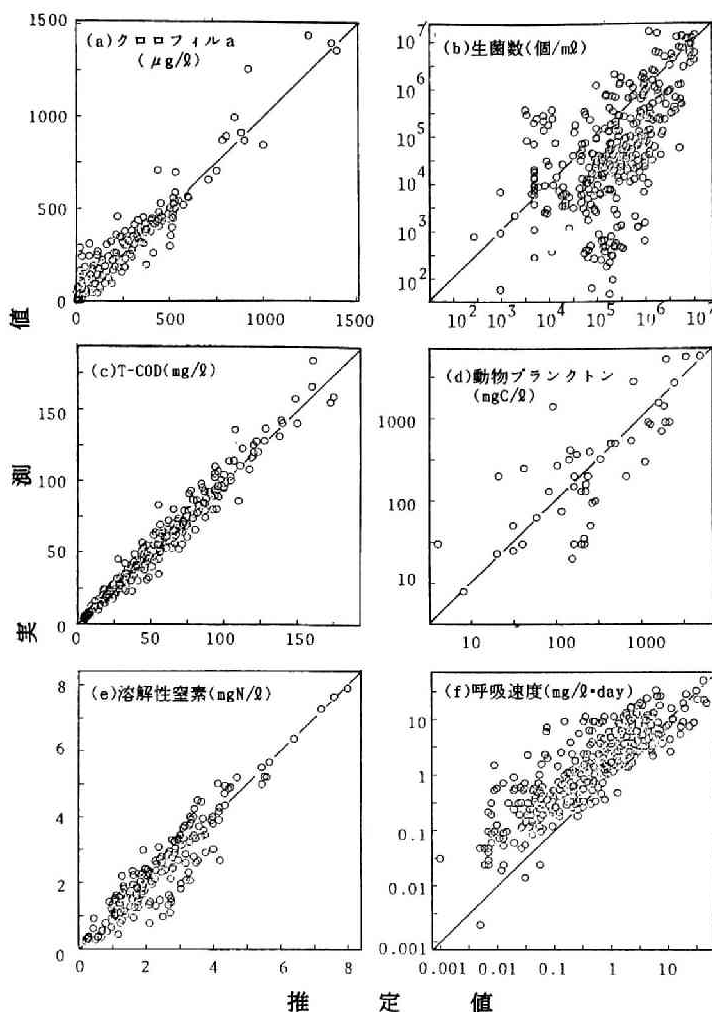 (a)クロロフィルa
(μg/ℓ)
1500
1000
500
0
0 500 1000 1500
(b)生菌数(個/mℓ)
10⁷
10⁶
10⁵
10⁴
10³
10²
10² 10³ 10⁴ 10⁵ 10⁶ 10⁷
(c)T-COD(mg/ℓ)
150
100
50
0
0 50 100 150
(d)動物プランクトン
(mgC/ℓ)
1000
100
10
10 100 1000
(e)溶解性窒素(mgN/ℓ)
8
6
4
2
0
0 2 4 6 8
(f)呼吸速度(mg/ℓ・day)
10
1
0.1
0.01
0.001
0.001 0.01 0.1 1 10
実測値
推定値